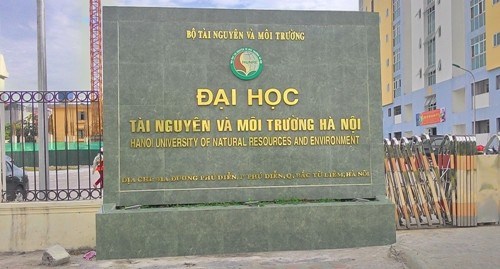 BỘ TÀI NGUYÊN VÀ MÔI TRƯỜNG
ĐẠI HỌC
TÀI NGUYÊN VÀ MÔI TRƯỜNG HÀ NỘI
HANOI UNIVERSITY OF NATURAL RESOURCES AND ENVIRONMENT
ĐỊA CHỈ: 41A ĐƯỜNG PHÚ DIỄN, P. PHÚ DIỄN, Q. BẮC TỪ LIÊM, HÀ NỘI